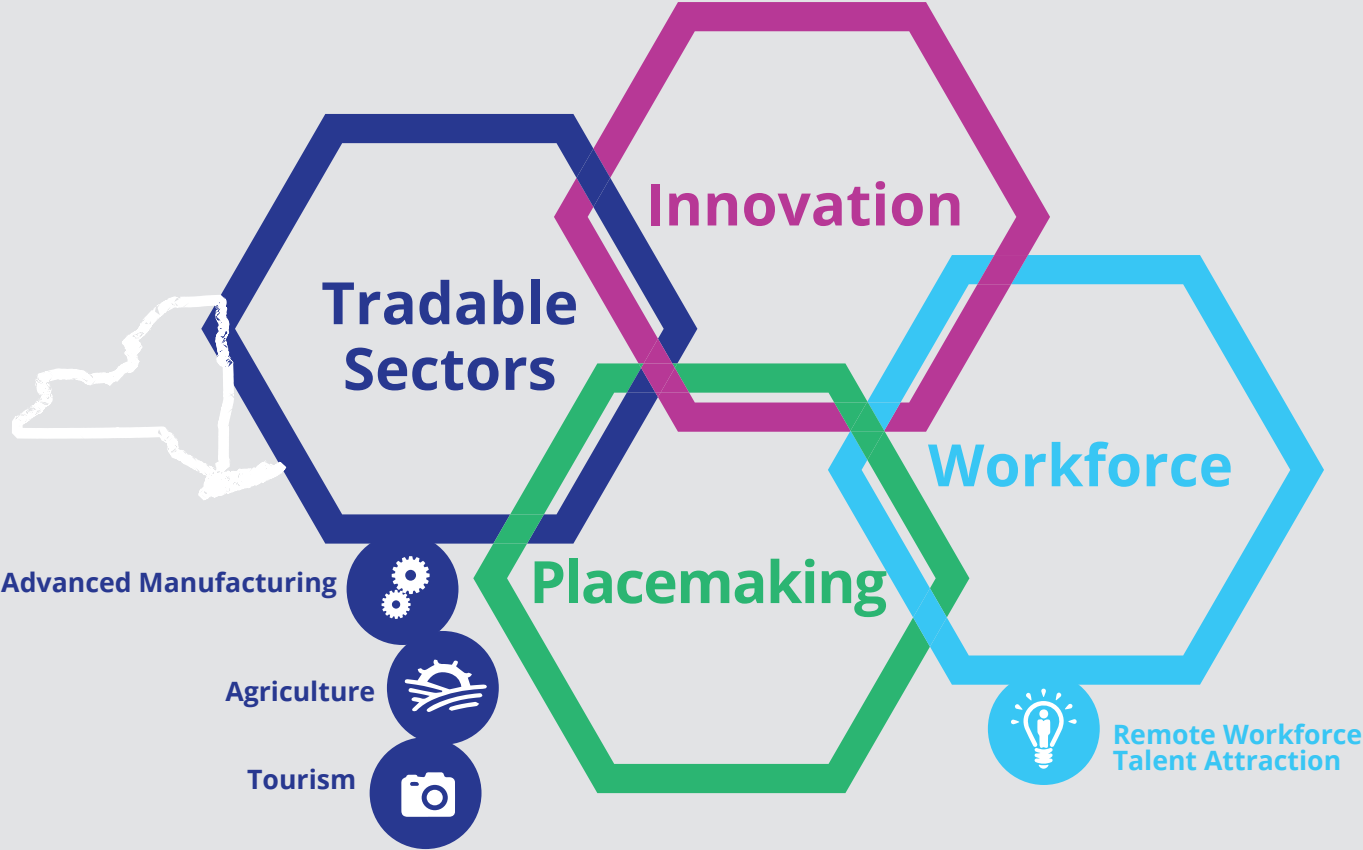 Innovation
Tradable
Sectors
Workforce
Placemaking
Advanced Manufacturing
Agriculture
Tourism
Remote Workforce
Talent Attraction